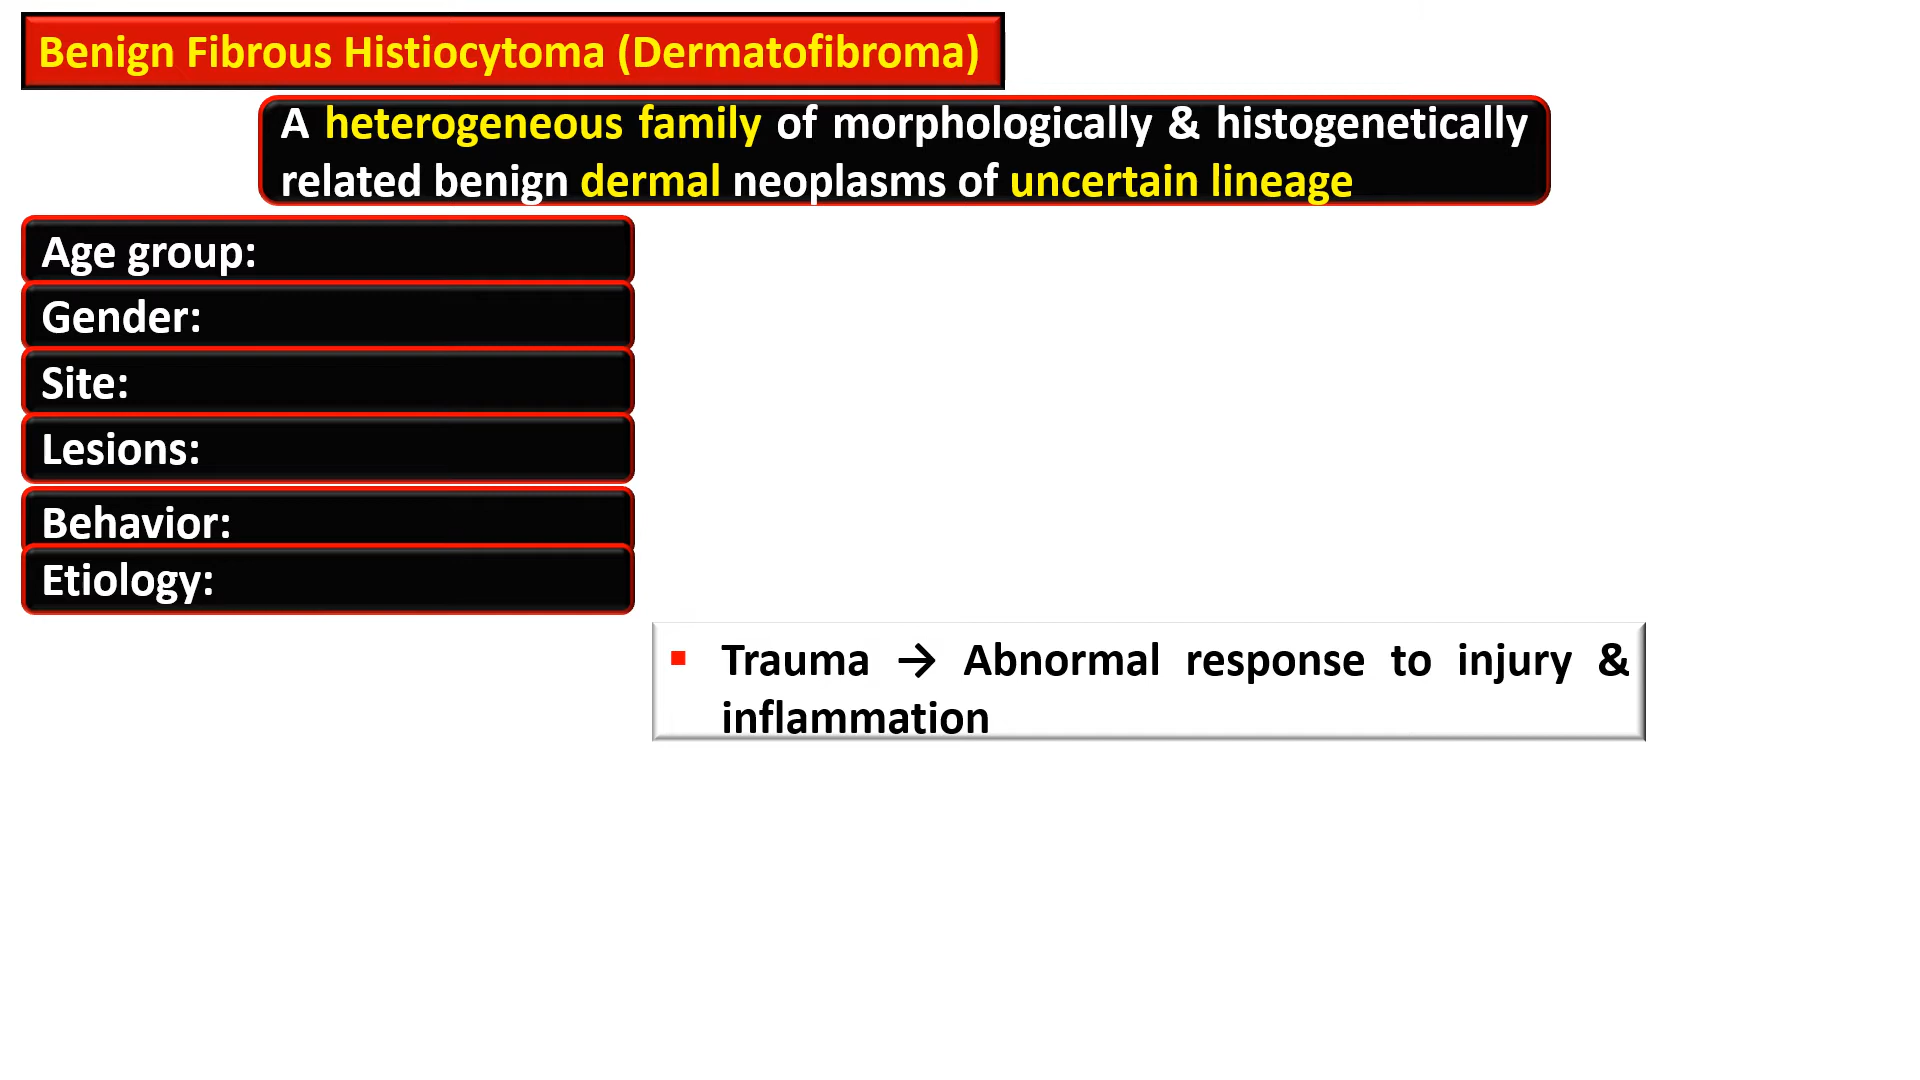 Benign Fibrous Histiocytoma (Dermatofibroma)
A heterogeneous family of morphologically & histogenetically
related benign dermal neoplasms of uncertain lineage
Age group:
Gender:
Site:
Lesions:
Behavior:
Etiology:
▪ Trauma → Abnormal response to injury &
inflammation